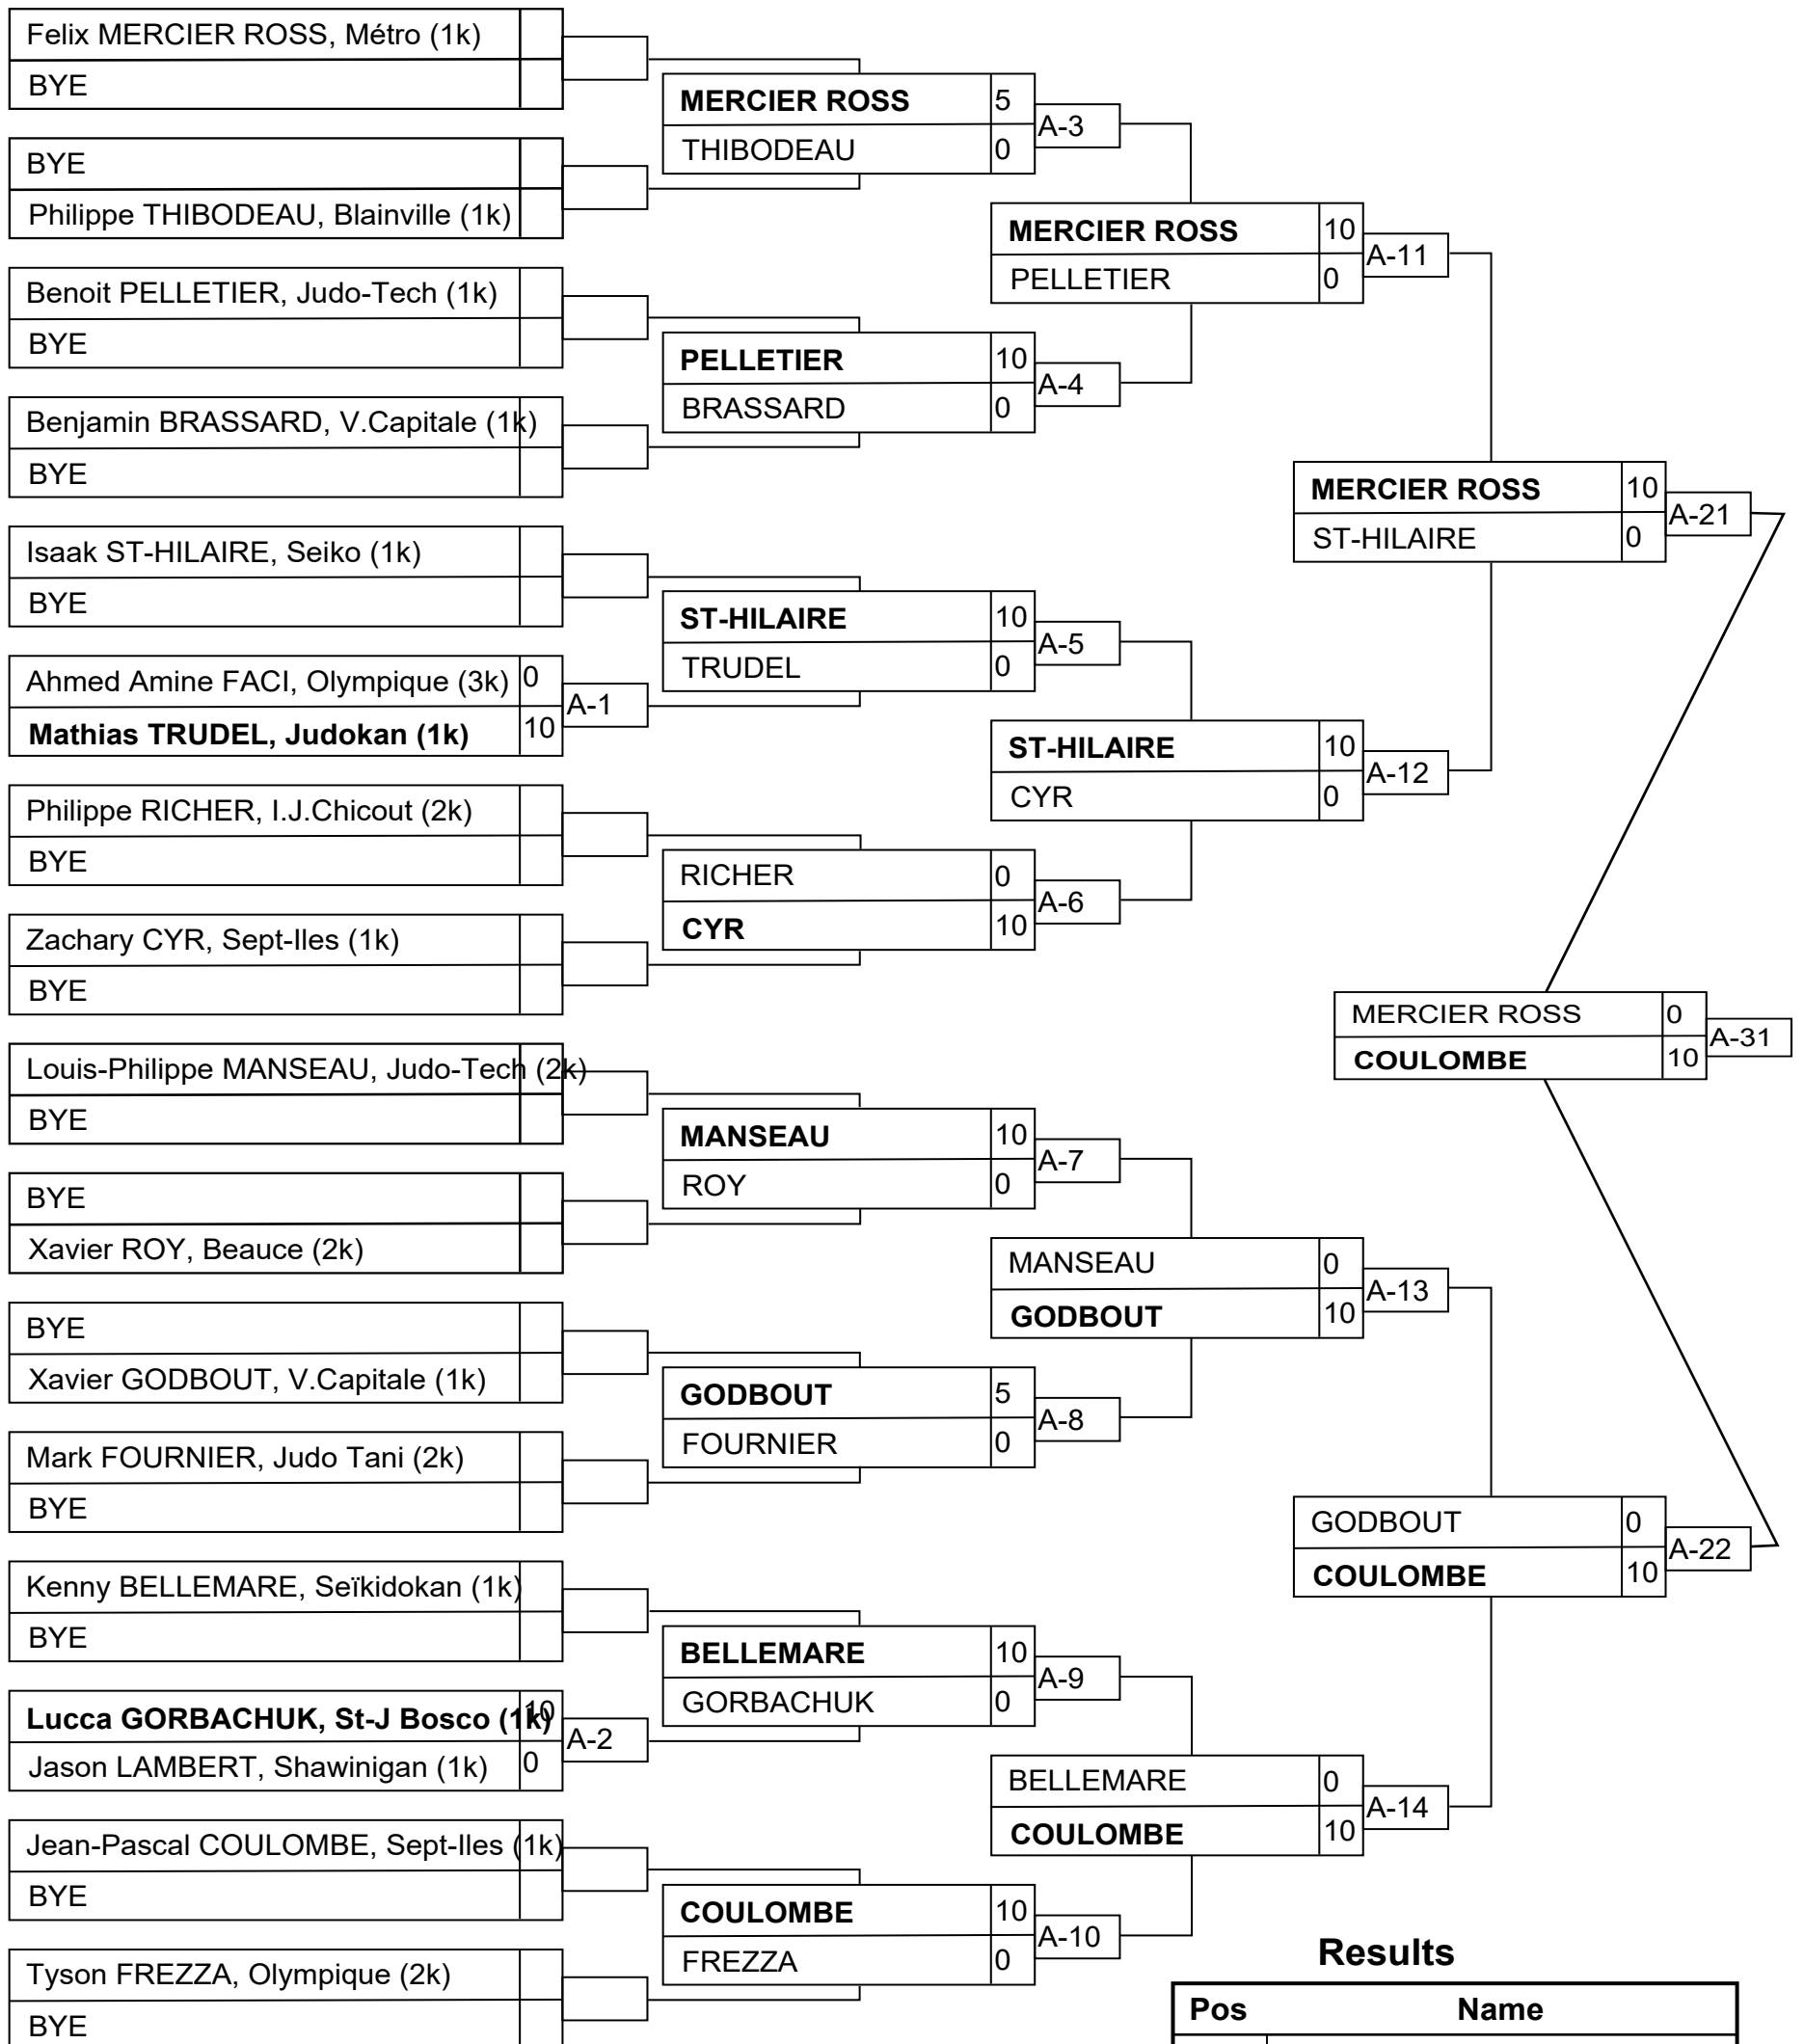 Felix MERCIER ROSS, Métro (1k)
BYE
BYE
Philippe THIBODEAU, Blainville (1k)
Benoit PELLETIER, Judo-Tech (1k)
BYE
Benjamin BRASSARD, V.Capitale (1k)
BYE
Isaak ST-HILAIRE, Seiko (1k)
BYE
Ahmed Amine FACI, Olympique (3k) 0
Mathias TRUDEL, Judokan (1k) 10
A-1
Philippe RICHER, I.J.Chicout (2k)
BYE
Zachary CYR, Sept-Iles (1k)
BYE
Louis-Philippe MANSEAU, Judo-Tech (2k)
BYE
BYE
Xavier ROY, Beauce (2k)
BYE
Xavier GODBOUT, V.Capitale (1k)
Mark FOURNIER, Judo Tani (2k)
BYE
Kenny BELLEMARE, Seïkidokan (1k)
BYE
Lucca GORBACHUK, St-J Bosco (1k) 10
Jason LAMBERT, Shawinigan (1k) 0
A-2
Jean-Pascal COULOMBE, Sept-Iles (1k)
BYE
Tyson FREZZA, Olympique (2k)
BYE
MERCIER ROSS 5
THIBODEAU 0
A-3
PELLETIER 10
BRASSARD 0
A-4
ST-HILAIRE 10
TRUDEL 0
A-5
RICHER 0
CYR 10
A-6
MANSEAU 10
ROY 0
A-7
GODBOUT 5
FOURNIER 0
A-8
BELLEMARE 10
GORBACHUK 0
A-9
COULOMBE 10
FREZZA 0
A-10
MERCIER ROSS 10
PELLETIER 0
A-11
ST-HILAIRE 10
CYR 0
A-12
MANSEAU 0
GODBOUT 10
A-13
BELLEMARE 0
COULOMBE 10
A-14
MERCIER ROSS 10
ST-HILAIRE 0
A-21
GODBOUT 0
COULOMBE 10
A-22
MERCIER ROSS 0
COULOMBE 10
A-31
Results
Pos Name